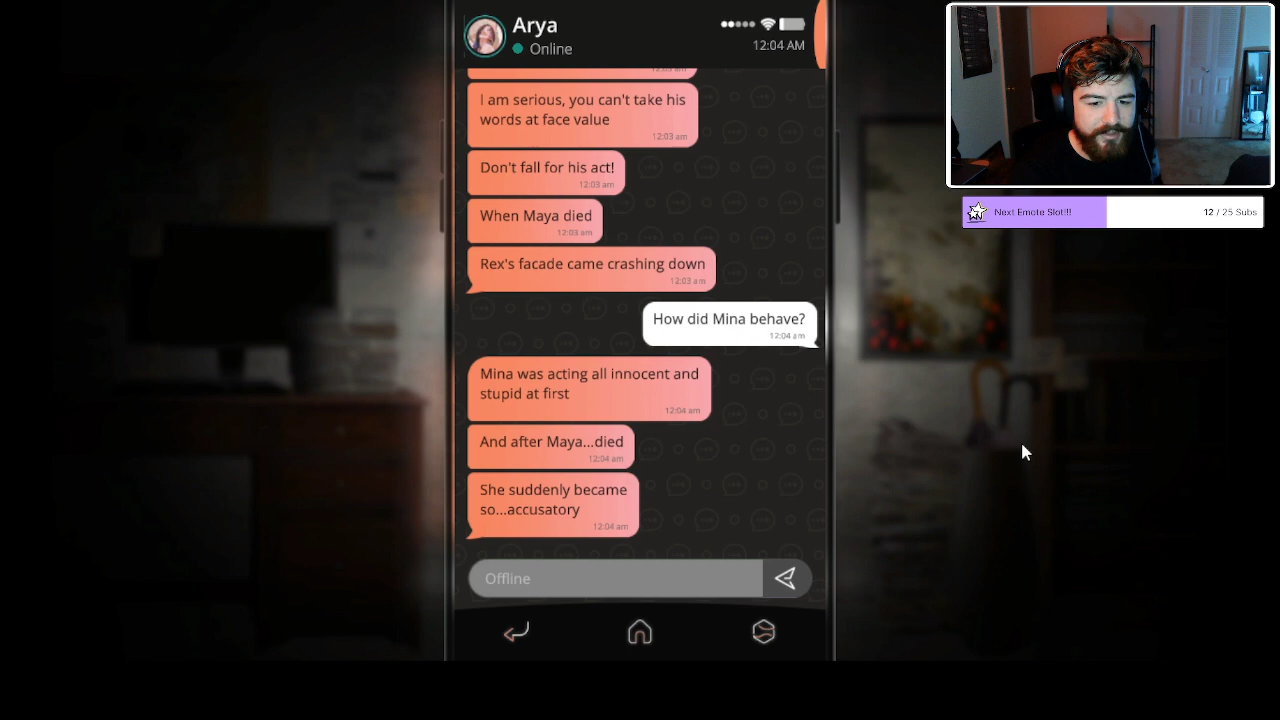 Arya
Online
12:04 AM
I am serious, you can't take his
words at face value
12:03 am
Don't fall for his act!
12:03 am
When Maya died
12:03 am
Rex's facade came crashing down
12:03 am
How did Mina behave?
12:04 am
Mina was acting all innocent and
stupid at first
12:04 am
And after Maya...died
12:04 am
She suddenly became
so...accusatory
12:04 am
Offline
Next Emote Slot!!!
12 / 25 Subs